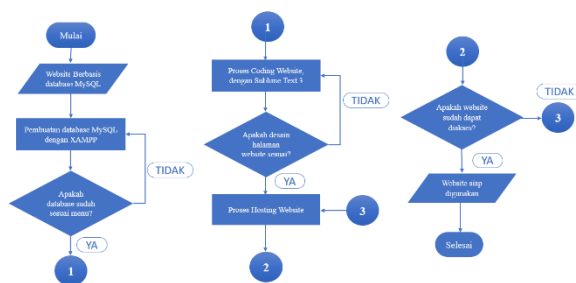 Mulai
Website Berbasis
database MySQL
Pembuatan database MySQL
dengan XAMPP
TIDAK
Apakah
database sudah
sesuai menu?
YA
1
1
Proses Coding Website,
dengan Sublime Text 3
TIDAK
Apakah desain
halaman
website sesuai?
YA
Proses Hosting Website
3
2
2
TIDAK
Apakah website
sudah dapat
diakses?
3
YA
Website siap
digunakan
Selesai